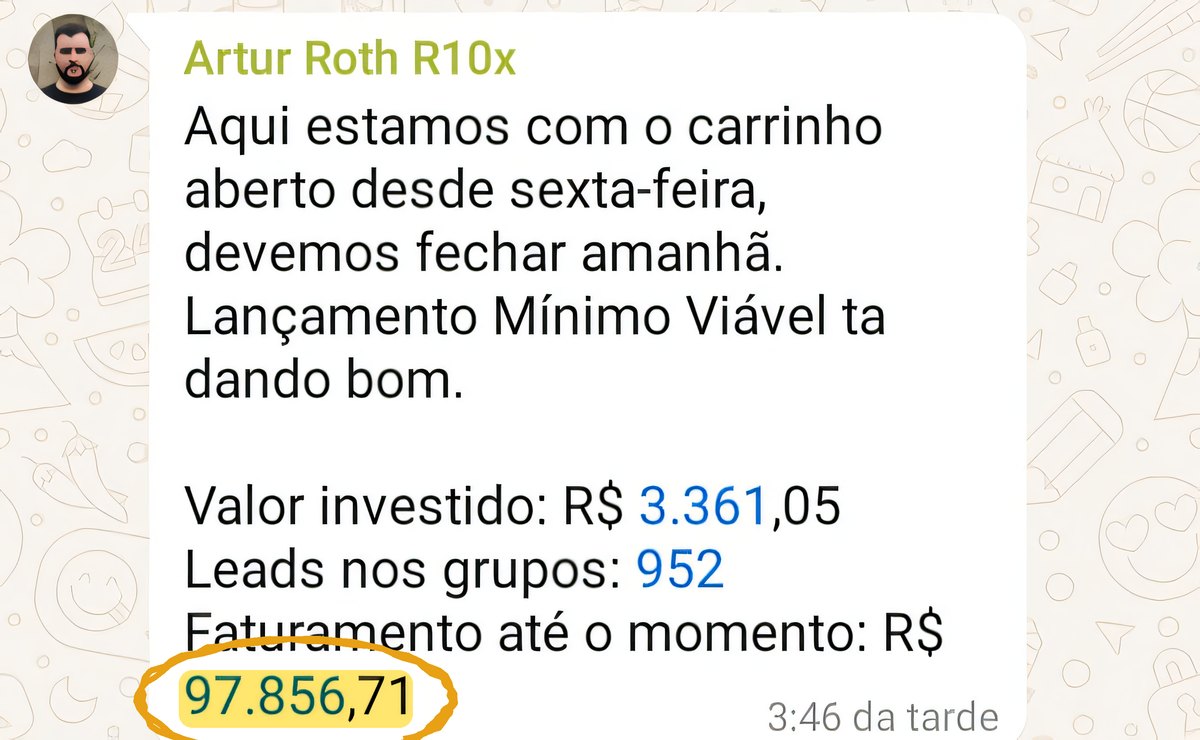 Artur Roth R10x
Aqui estamos com o carrinho
aberto desde sexta-feira,
devemos fechar amanhã.
Lançamento Mínimo Viável ta
dando bom.
Valor investido: R$ 3.361,05
Leads nos grupos: 952
Faturamento até o momento: R$
97.856,71
3:46 da tarde